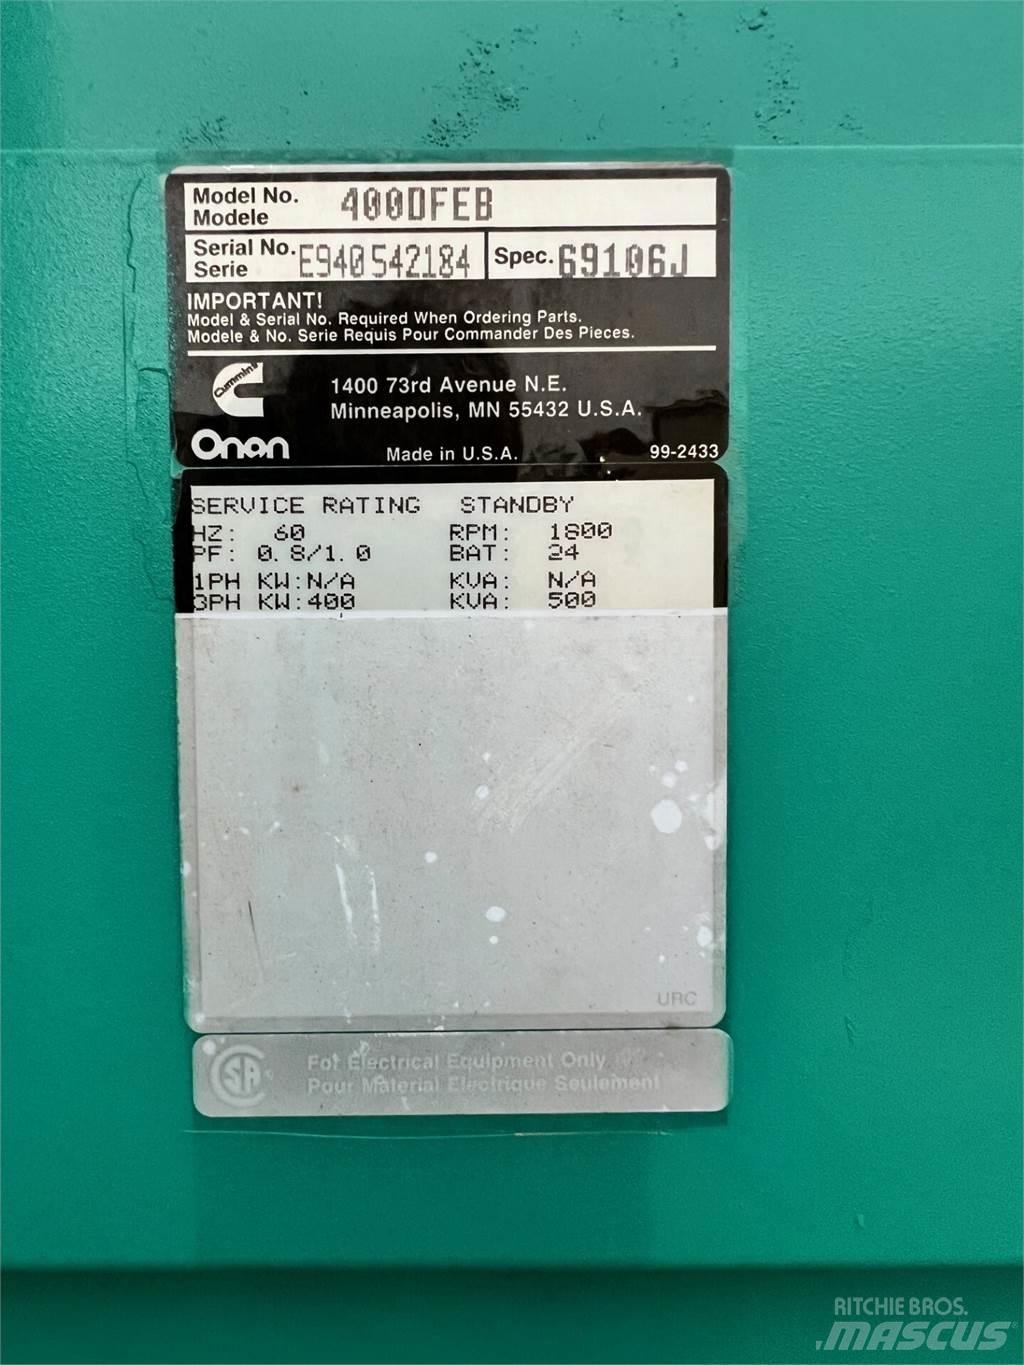 Model No. 400DFEB
Modele
Serial No. E940542184 Spec. 69106J
Serie
IMPORTANT!
Model & Serial No. Required When Ordering Parts.
Modele & No. Serie Requis Pour Commander Des Pieces.
Cummins
Onan
1400 73rd Avenue N.E.
Minneapolis, MN 55432 U.S.A.
Made in U.S.A. 99-2433
SERVICE RATING STANDBY
HZ: 60 RPM: 1800
PF: 0.8/1.0 BAT: 24
1PH KW:N/A KVA: N/A
3PH KW:400 KVA: 500
URC
CSA
For Electrical Equipment Only
Pour Material Electrique Seulement
RITCHIE BROS.
MASCUS